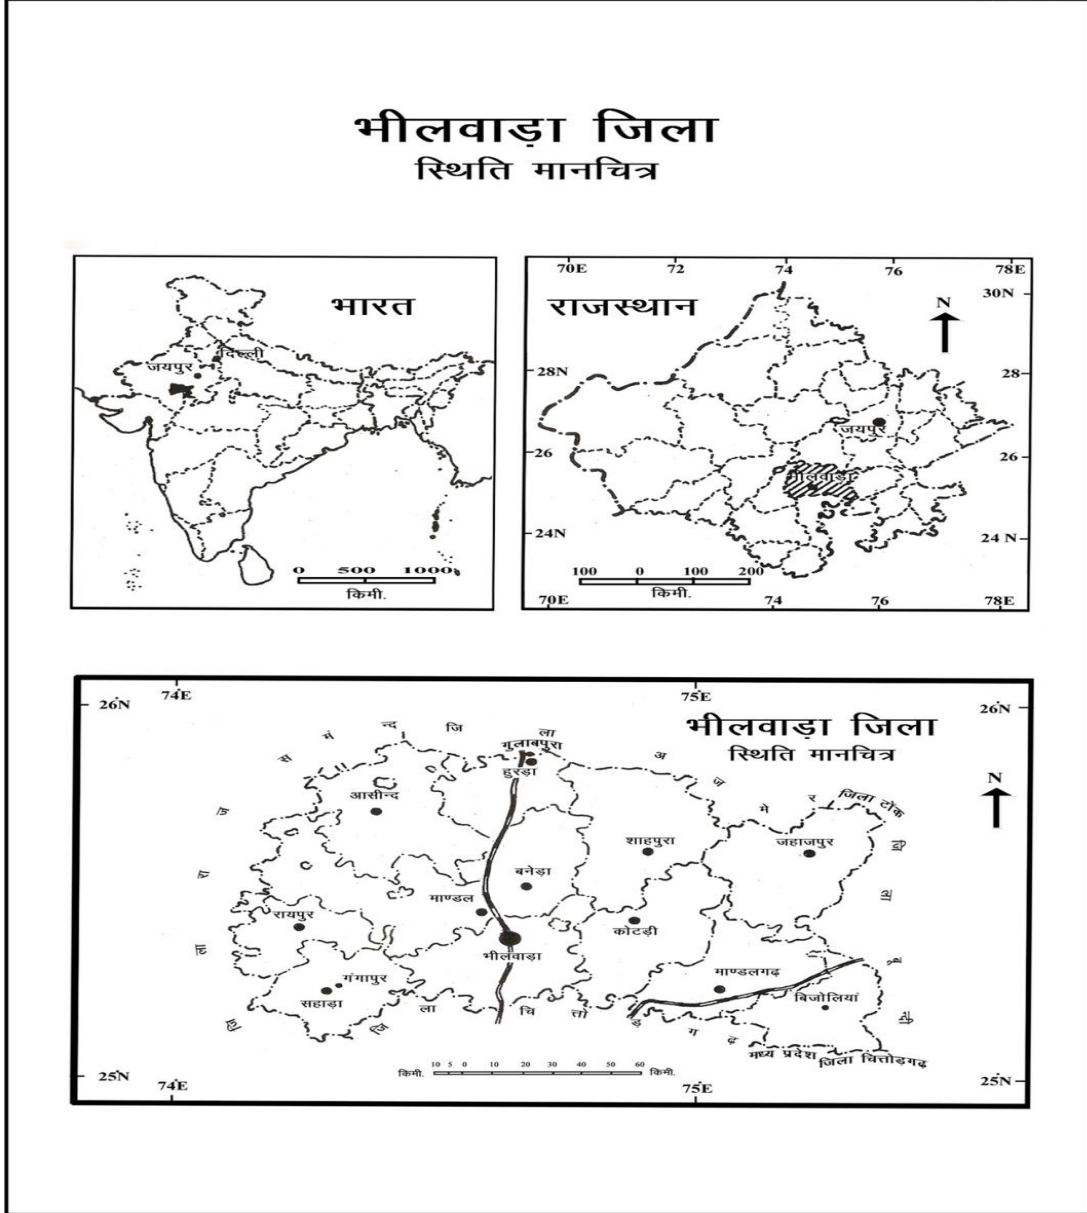 भीलवाड़ा जिला
स्थिति मानचित्र
भारत
दिल्ली
जयपुर
0 500 1000
किमी.
70E 72 74 76 78E
राजस्थान
30N
N
28N
28
जयपुर
26
26
भीलवाड़ा
24N
24 N
100 0 100 200
किमी.
70E 74 76 78E
74E 75E
26N
26N
भीलवाड़ा जिला
स्थिति मानचित्र
N
गुलाबपुरा
हुरड़ा
अ ज मे र
जिला टोंक
आसीन्द
शाहपुरा
जहाजपुर
बनेड़ा
माण्डल
रायपुर
कोटड़ी
भीलवाड़ा
माण्डलगढ़
गंगापुर
सहाड़ा
बिजोलियां
जि ला चि तो ड़ ग ढ़
मध्य प्रदेश
जिला चित्तोड़गढ़
10 5 0 10 20 30 40 50 60
किमी. किमी.
25N
25N
74E 75E